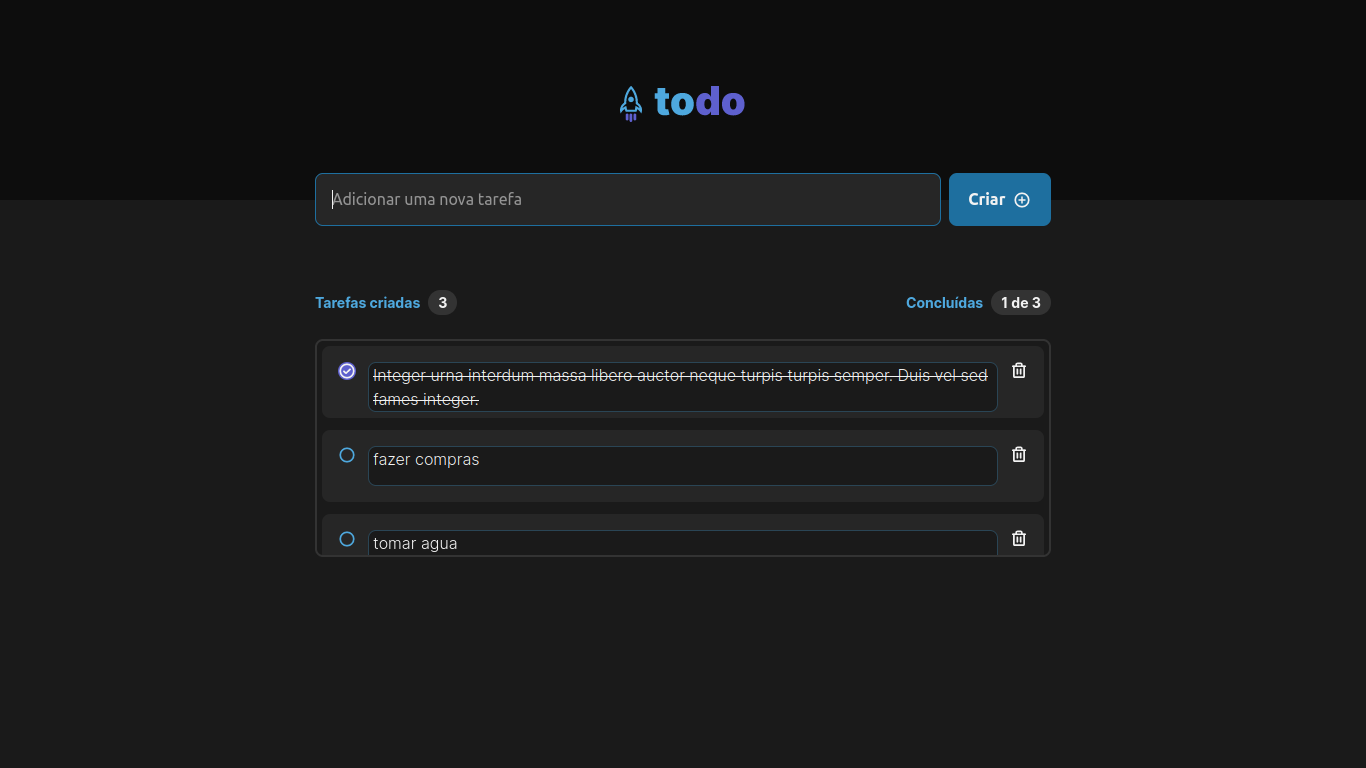 todo
Adicionar uma nova tarefa
Criar
Tarefas criadas 3
Concluídas 1 de 3
Integer urna interdum massa libero auctor neque turpis turpis semper. Duis vel sed
fames integer.
fazer compras
tomar agua